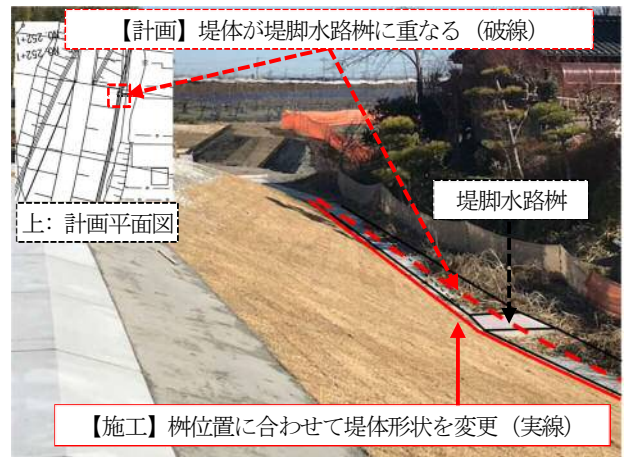 【計画】堤体が堤脚水路桝に重なる（破線）
上：計画平面図
堤脚水路桝
【施工】桝位置に合わせて堤体形状を変更（実線）